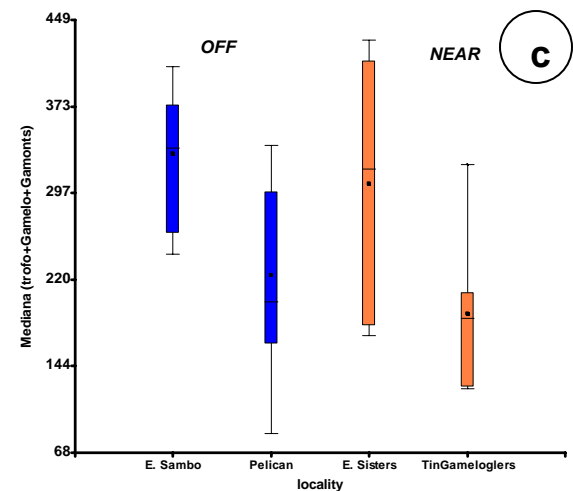 449
OFF
NEAR
C
373
297
220
144
68
Mediana (trofo+Gamelo+Gamonts)
E. Sambo
Pelican
E. Sisters
TinGameloglers
locality